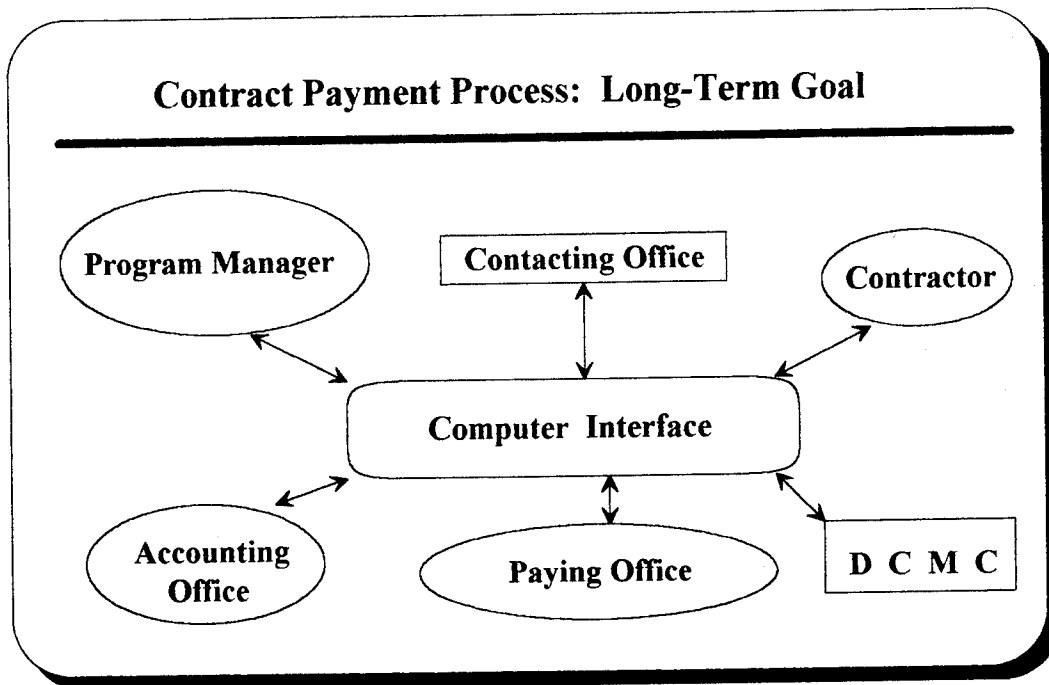 Contract Payment Process: Long-Term Goal
Program Manager
Contacting Office
Contractor
Computer Interface
Accounting
Office
Paying Office
D C M C